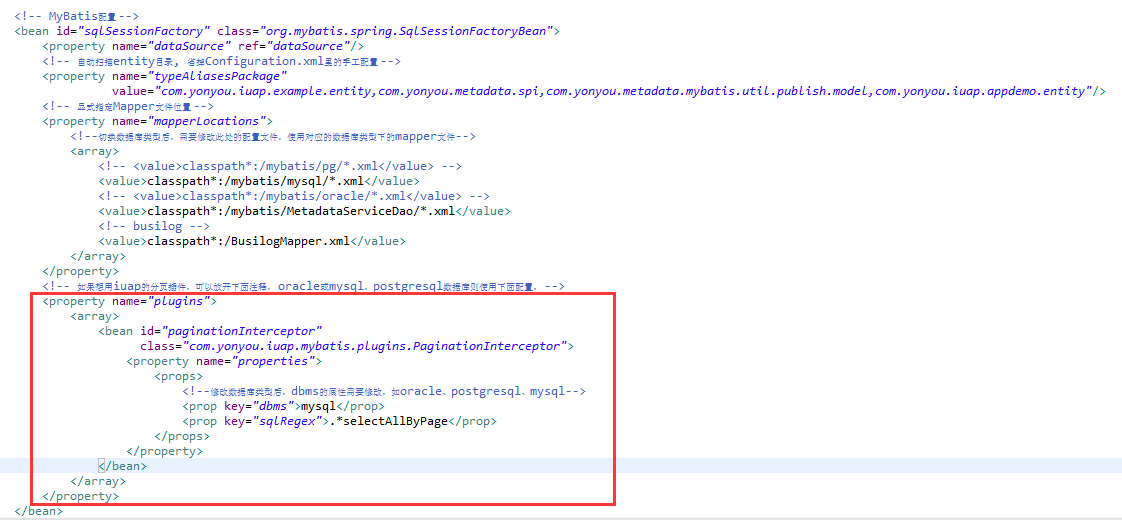 <!-- MyBatis配置 -->
<bean id="sqlSessionFactory" class="org.mybatis.spring.SqlSessionFactoryBean">
<property name="dataSource" ref="dataSource"/>
<!-- 自动扫描entity目录, 省掉Configuration.xml里的手工配置 -->
<property name="typeAliasesPackage"
value="com.yonyou.iuap.example.entity,com.yonyou.metadata.spi,com.yonyou.metadata.mybatis.util.publish.model,com.yonyou.iuap.appdemo.entity"/>
<!-- 显式指定Mapper文件位置 -->
<property name="mapperLocations">
<!--切换数据库类型后，需要修改此处的配置文件，使用对应的数据库类型下的mapper文件-->
<array>
<!-- <value>classpath*:/mybatis/pg/*.xml</value> -->
<value>classpath*:/mybatis/mysql/*.xml</value>
<!-- <value>classpath*:/mybatis/oracle/*.xml</value> -->
<value>classpath*:/mybatis/MetadataServiceDao/*.xml</value>
<!-- busilog -->
<value>classpath*:/BusilogMapper.xml</value>
</array>
</property>
<!-- 如果想用iuap的分页插件，可以放开下面注释，oracle或mysql、postgresql数据库则使用下面配置， -->
<property name="plugins">
<array>
<bean id="paginationInterceptor"
class="com.yonyou.iuap.mybatis.plugins.PaginationInterceptor">
<property name="properties">
<props>
<!--修改数据库类型后，dbms的属性需要修改，如oracle、postgresql、mysql-->
<prop key="dbms">mysql</prop>
<prop key="sqlRegex">.*selectAllByPage</prop>
</props>
</property>
</bean>
</array>
</property>
</bean>